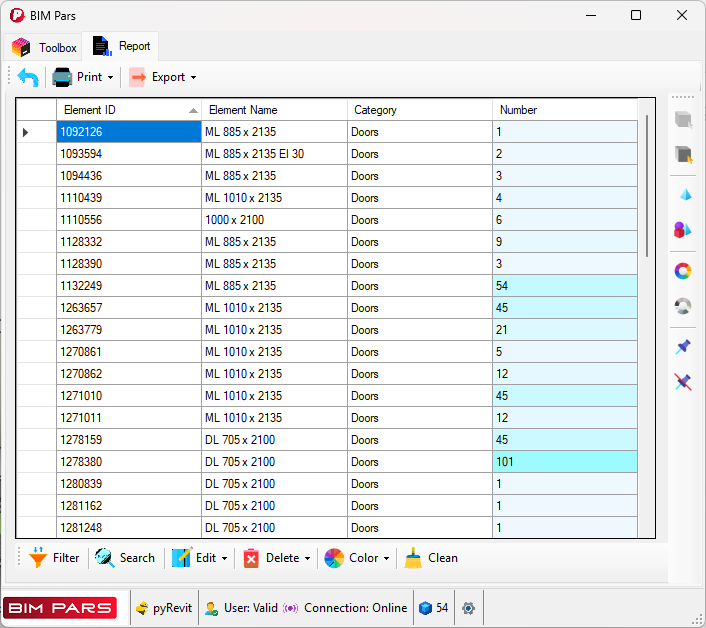 BIM Pars
Toolbox Report
Print Export
Element ID Element Name Category Number
1092126 ML 885 x 2135 Doors 1
1093594 ML 885 x 2135 EI 30 Doors 2
1094436 ML 885 x 2135 Doors 3
1110439 ML 1010 x 2135 Doors 4
1110556 1000 x 2100 Doors 6
1128332 ML 885 x 2135 Doors 9
1128390 ML 885 x 2135 Doors 3
1132249 ML 885 x 2135 Doors 54
1263657 ML 1010 x 2135 Doors 45
1263779 ML 1010 x 2135 Doors 21
1270861 ML 1010 x 2135 Doors 5
1270862 ML 1010 x 2135 Doors 12
1271010 ML 1010 x 2135 Doors 45
1271011 ML 1010 x 2135 Doors 12
1278159 DL 705 x 2100 Doors 45
1278380 DL 705 x 2100 Doors 101
1280839 DL 705 x 2100 Doors 1
1281162 DL 705 x 2100 Doors 1
1281248 DL 705 x 2100 Doors 1
Filter Search Edit Delete Color Clean
BIM PARS pyRevit User: Valid Connection: Online 54